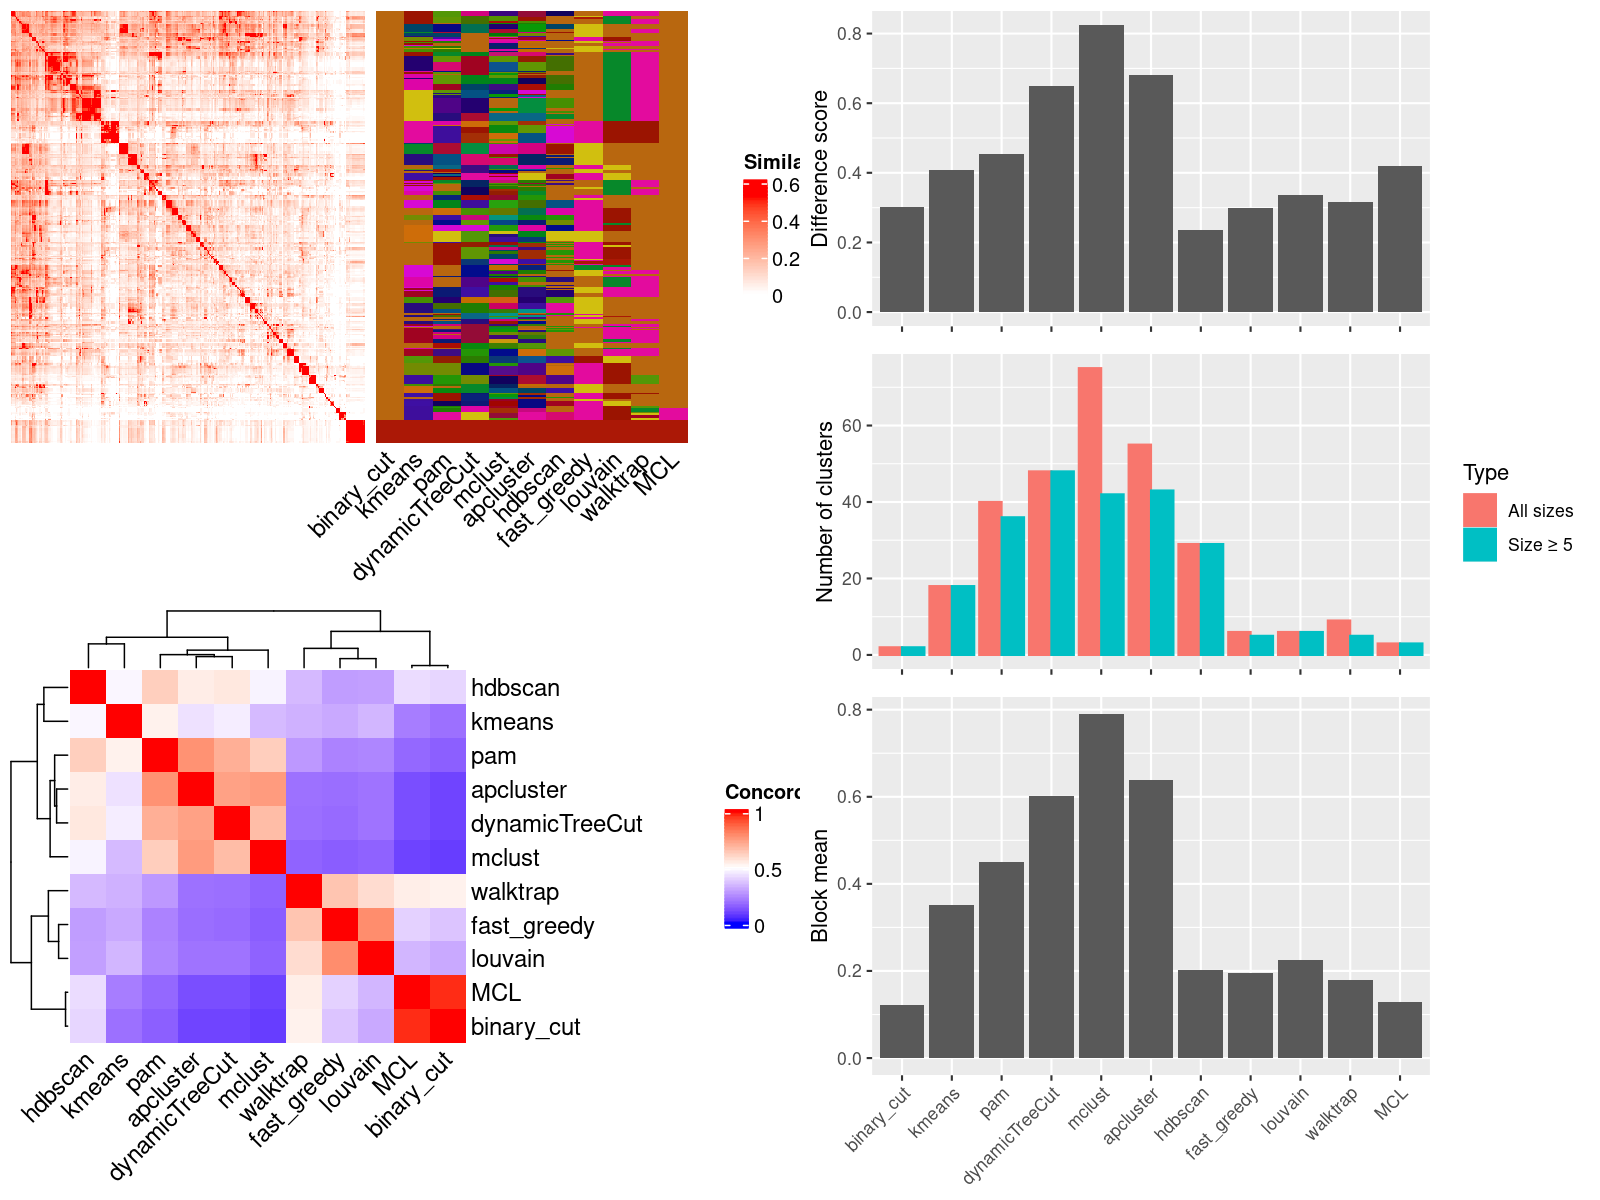 Simila
0.6
0.4
0.2
0
binary_cut
kmeans
pam
dynamicTreeCut
mclust
apcluster
hdbscan
fast_greedy
louvain
walktrap
MCL
hdbscan
kmeans
pam
apcluster
dynamicTreeCut
mclust
walktrap
fast_greedy
louvain
MCL
binary_cut
Concord
1
0.5
0
hdbscan
kmeans
pam
apcluster
dynamicTreeCut
mclust
walktrap
fast_greedy
louvain
MCL
binary_cut
Difference score
0.8
0.6
0.4
0.2
0.0
Number of clusters
60
40
20
0
Type
All sizes
Size ≥ 5
Block mean
0.8
0.6
0.4
0.2
0.0
binary_cut
kmeans
pam
dynamicTreeCut
mclust
apcluster
hdbscan
fast_greedy
louvain
walktrap
MCL